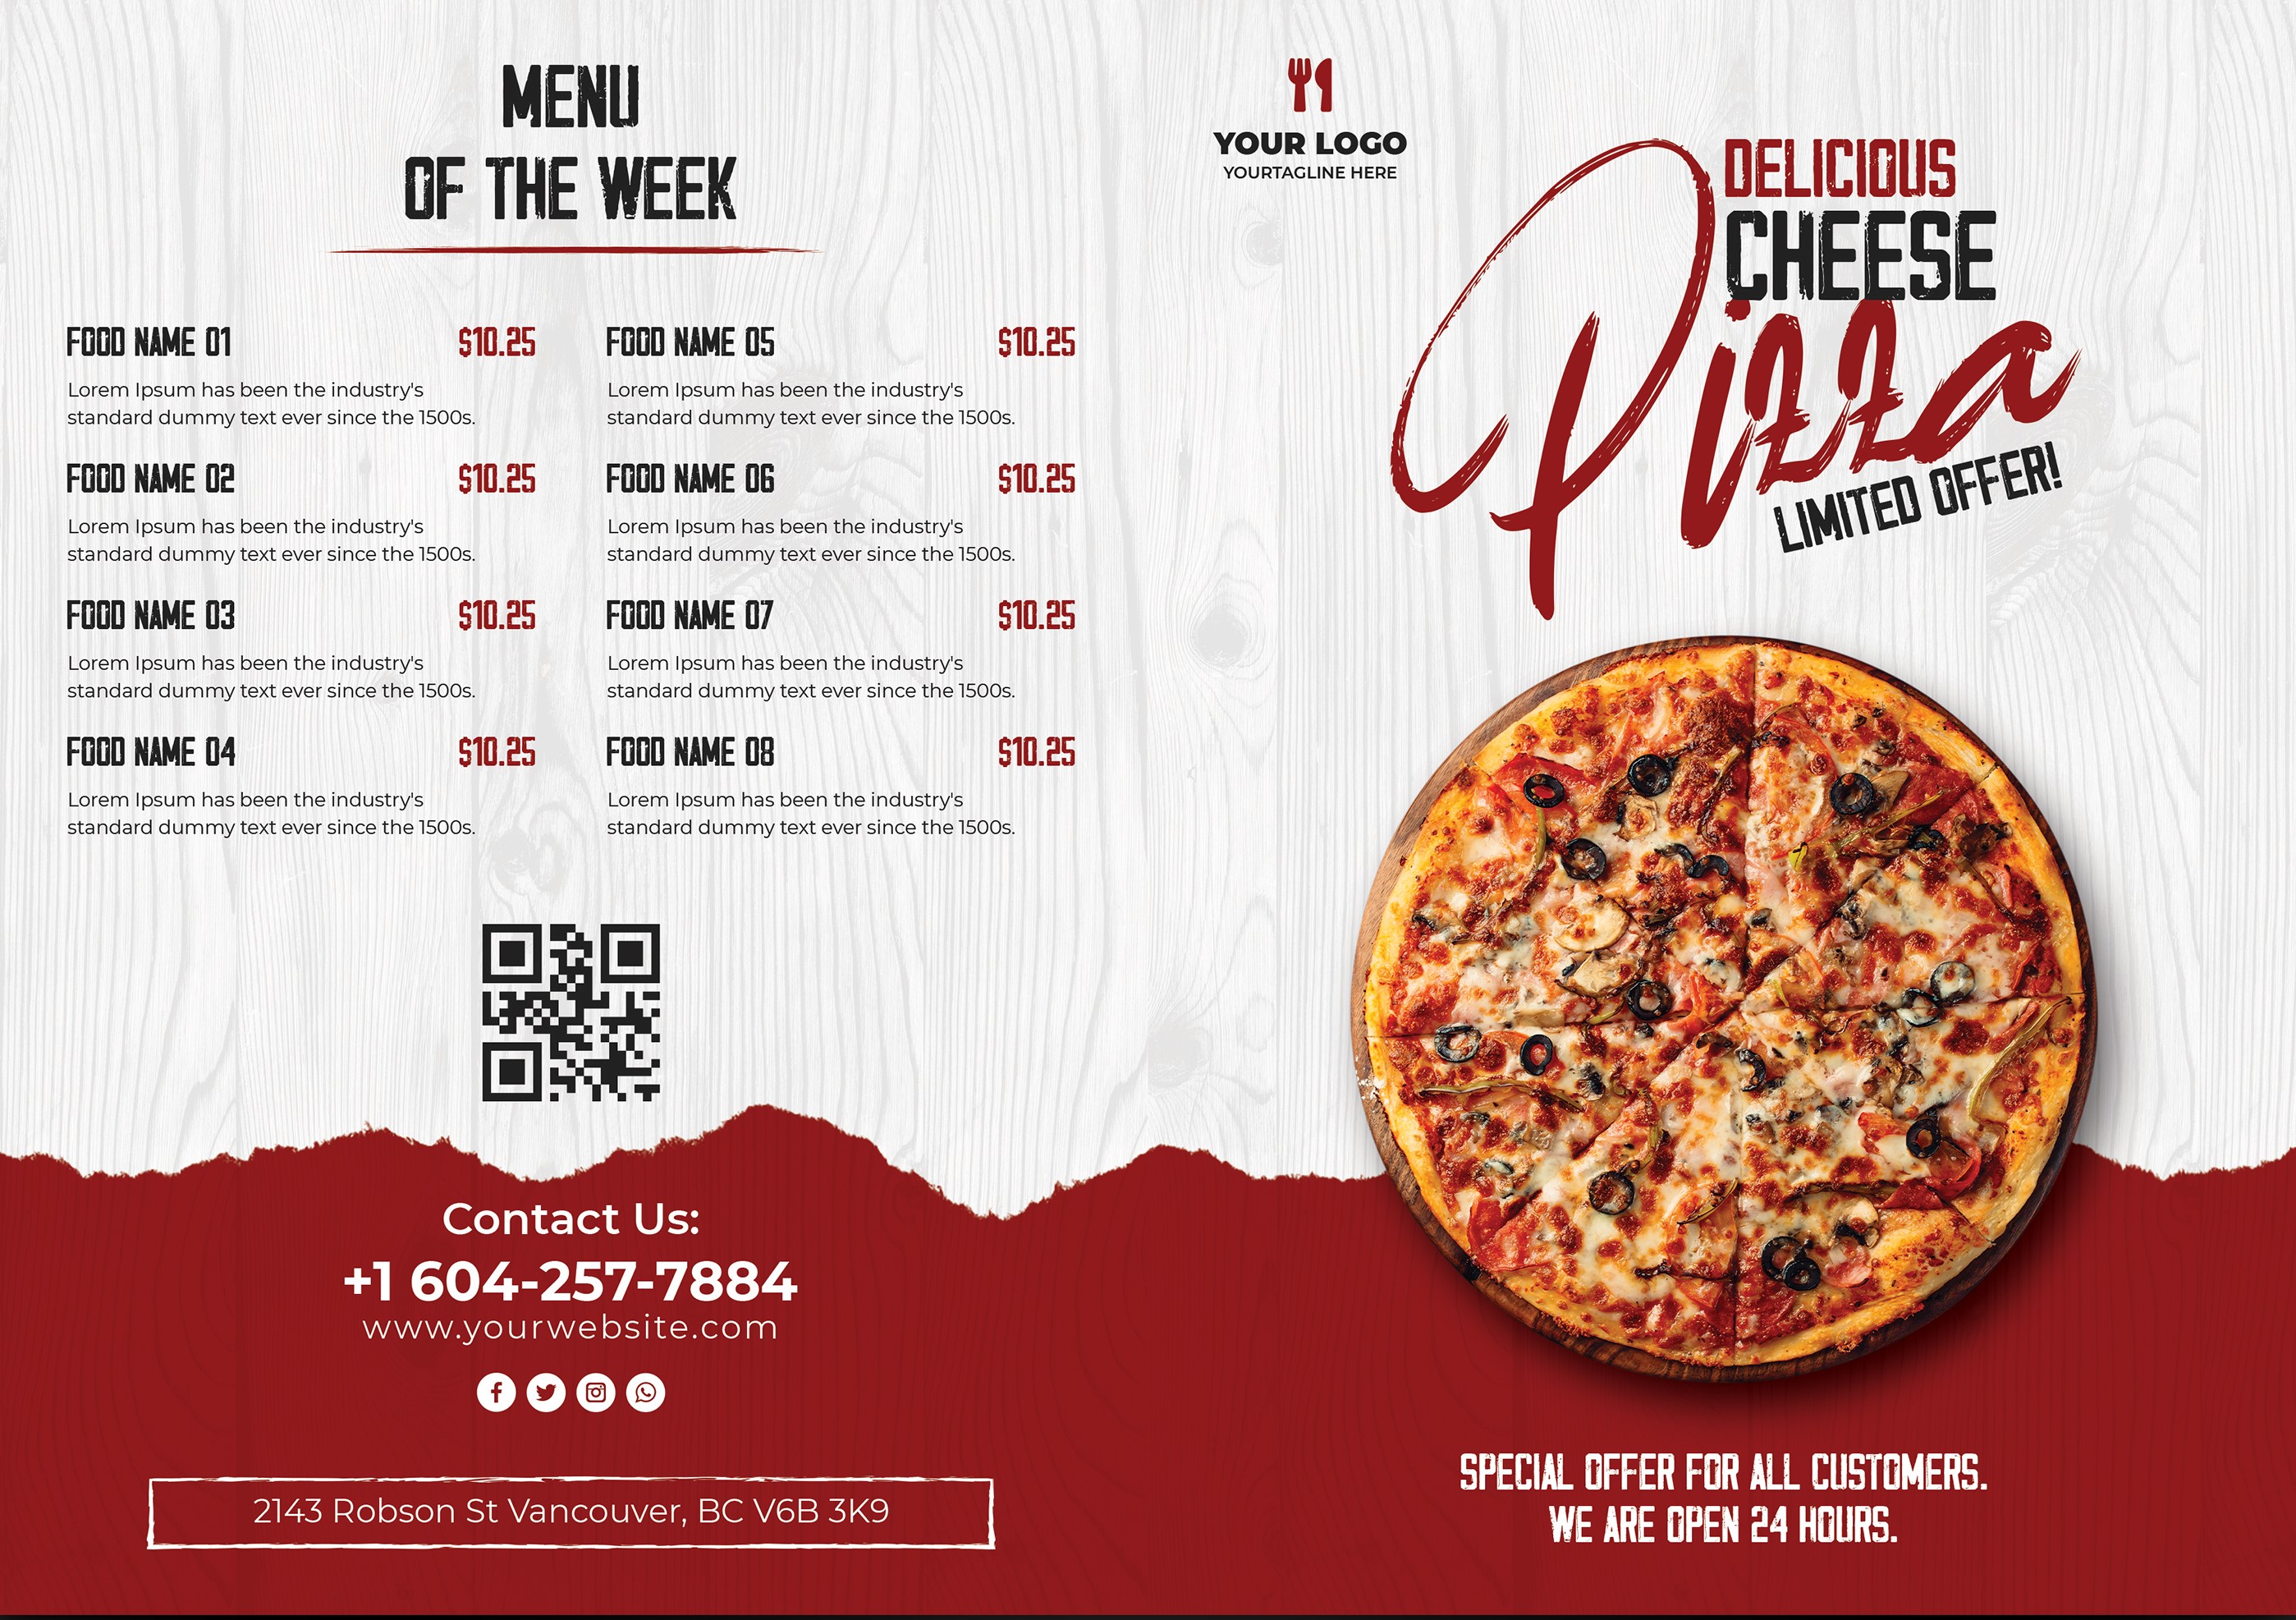 MENU
OF THE WEEK
FOOD NAME 01 $10.25
Lorem Ipsum has been the industry's
standard dummy text ever since the 1500s.
FOOD NAME 02 $10.25
Lorem Ipsum has been the industry's
standard dummy text ever since the 1500s.
FOOD NAME 03 $10.25
Lorem Ipsum has been the industry's
standard dummy text ever since the 1500s.
FOOD NAME 04 $10.25
Lorem Ipsum has been the industry's
standard dummy text ever since the 1500s.
FOOD NAME 05 $10.25
Lorem Ipsum has been the industry's
standard dummy text ever since the 1500s.
FOOD NAME 06 $10.25
Lorem Ipsum has been the industry's
standard dummy text ever since the 1500s.
FOOD NAME 07 $10.25
Lorem Ipsum has been the industry's
standard dummy text ever since the 1500s.
FOOD NAME 08 $10.25
Lorem Ipsum has been the industry's
standard dummy text ever since the 1500s.
Contact Us:
+1 604-257-7884
www.yourwebsite.com
2143 Robson St Vancouver, BC V6B 3K9
YOUR LOGO
YOURTAGLINE HERE
DELICIOUS
CHEESE
Pizza
LIMITED OFFER!
SPECIAL OFFER FOR ALL CUSTOMERS.
WE ARE OPEN 24 HOURS.